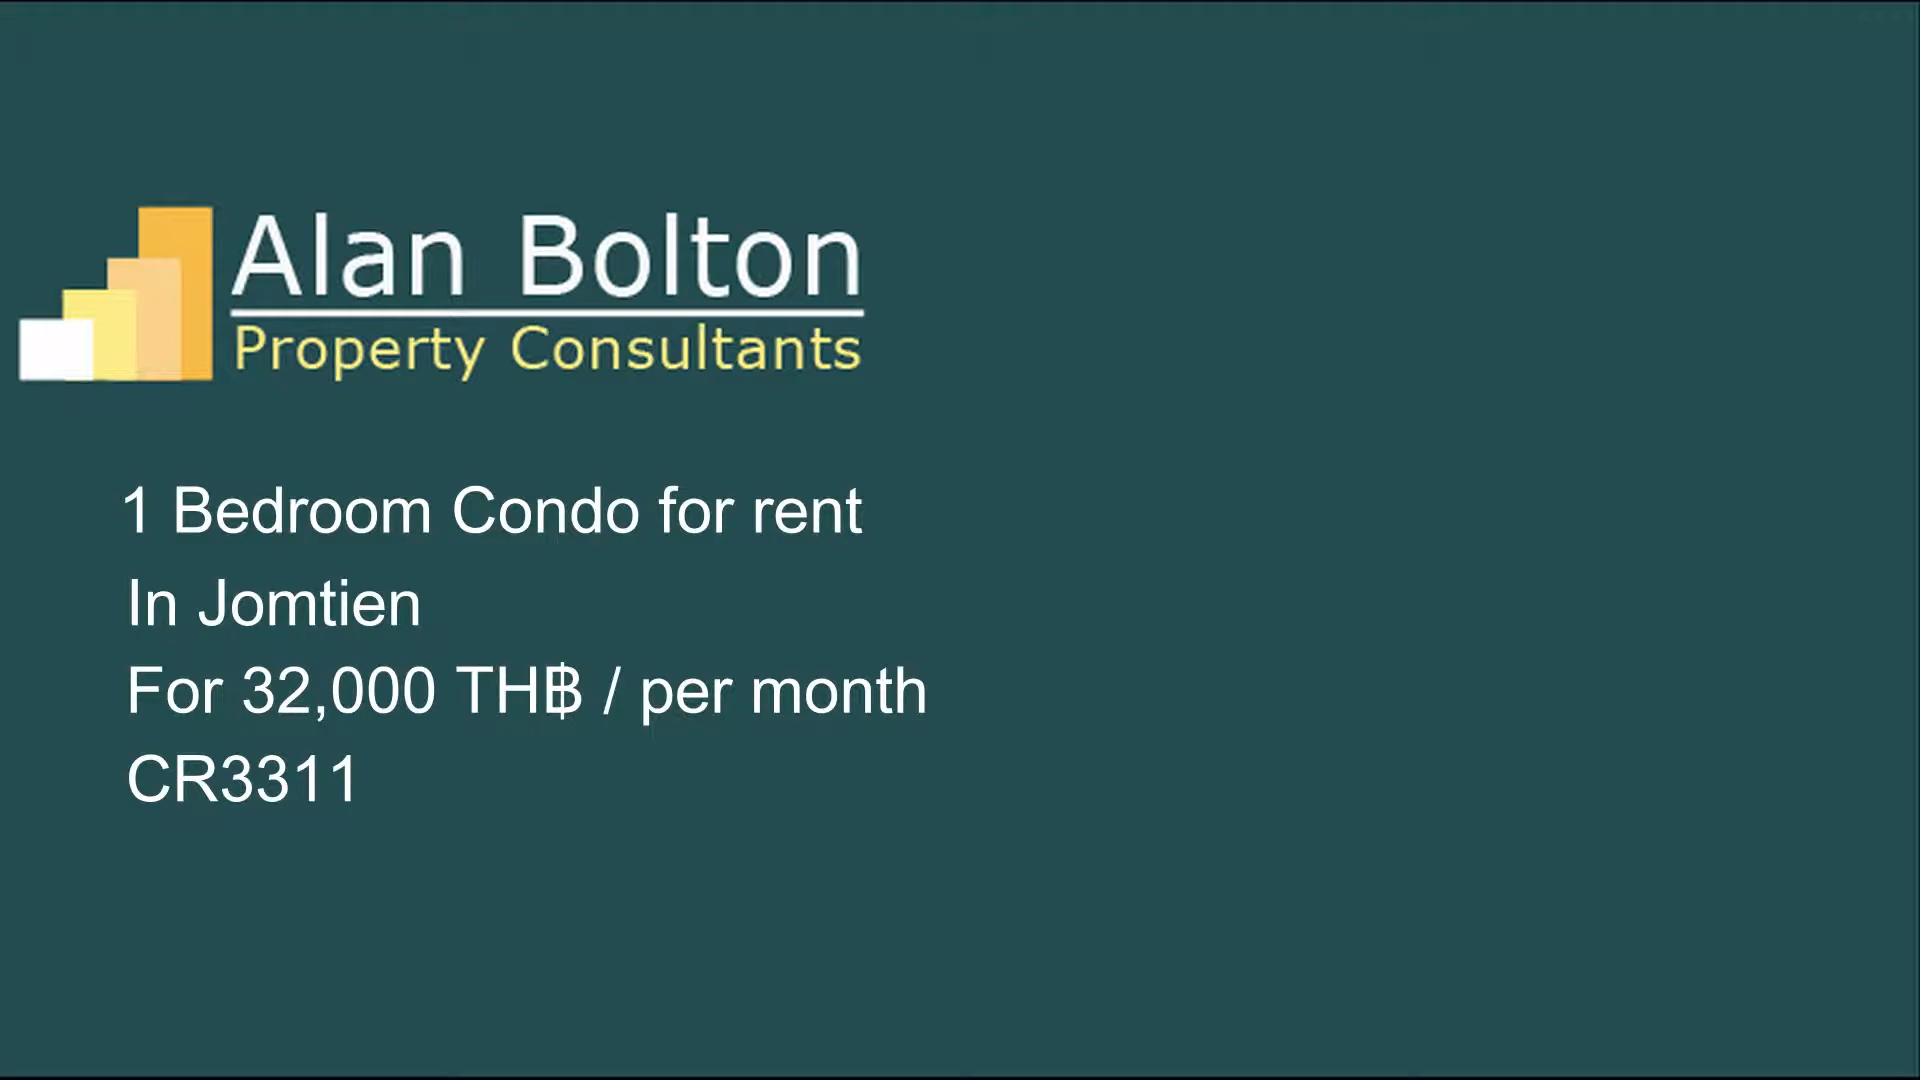 Alan Bolton
Property Consultants
1 Bedroom Condo for rent
In Jomtien
For 32,000 TH฿ / per month
CR3311